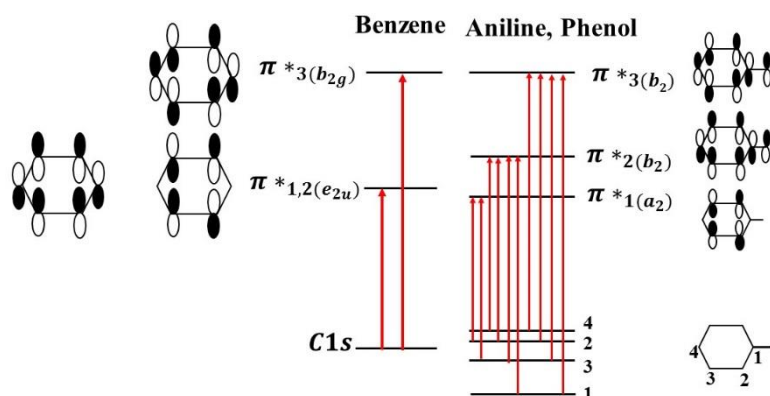 Benzene Aniline, Phenol
π *3(b2g)
π *3(b2)
π *2(b2)
π *1,2(e2u)
π *1(a2)
C1s
4
2
3
1
4
3
2
1